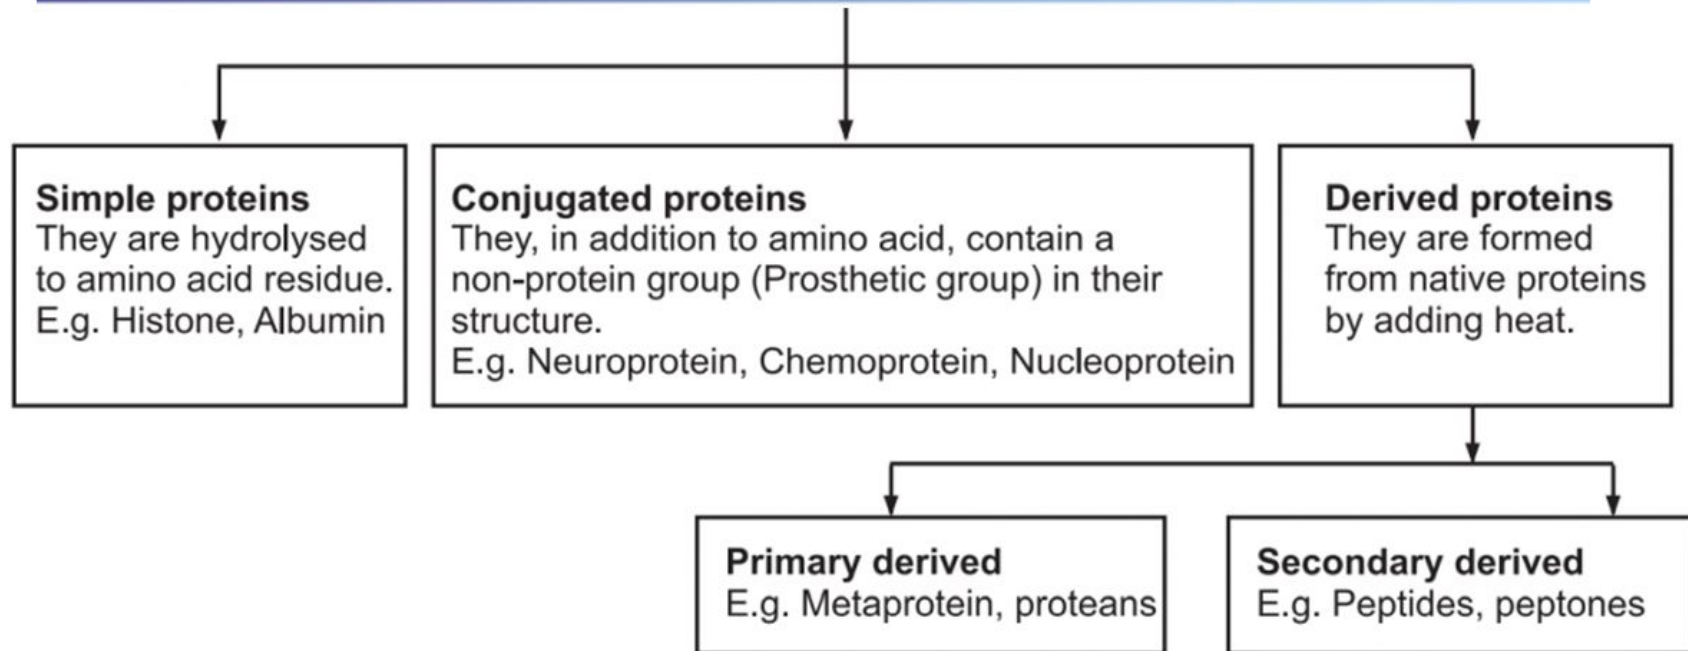 Simple proteins
They are hydrolysed
to amino acid residue.
E.g. Histone, Albumin
Conjugated proteins
They, in addition to amino acid, contain a
non-protein group (Prosthetic group) in their
structure.
E.g. Neuroprotein, Chemoprotein, Nucleoprotein
Derived proteins
They are formed
from native proteins
by adding heat.
Primary derived
E.g. Metaprotein, proteans
Secondary derived
E.g. Peptides, peptones